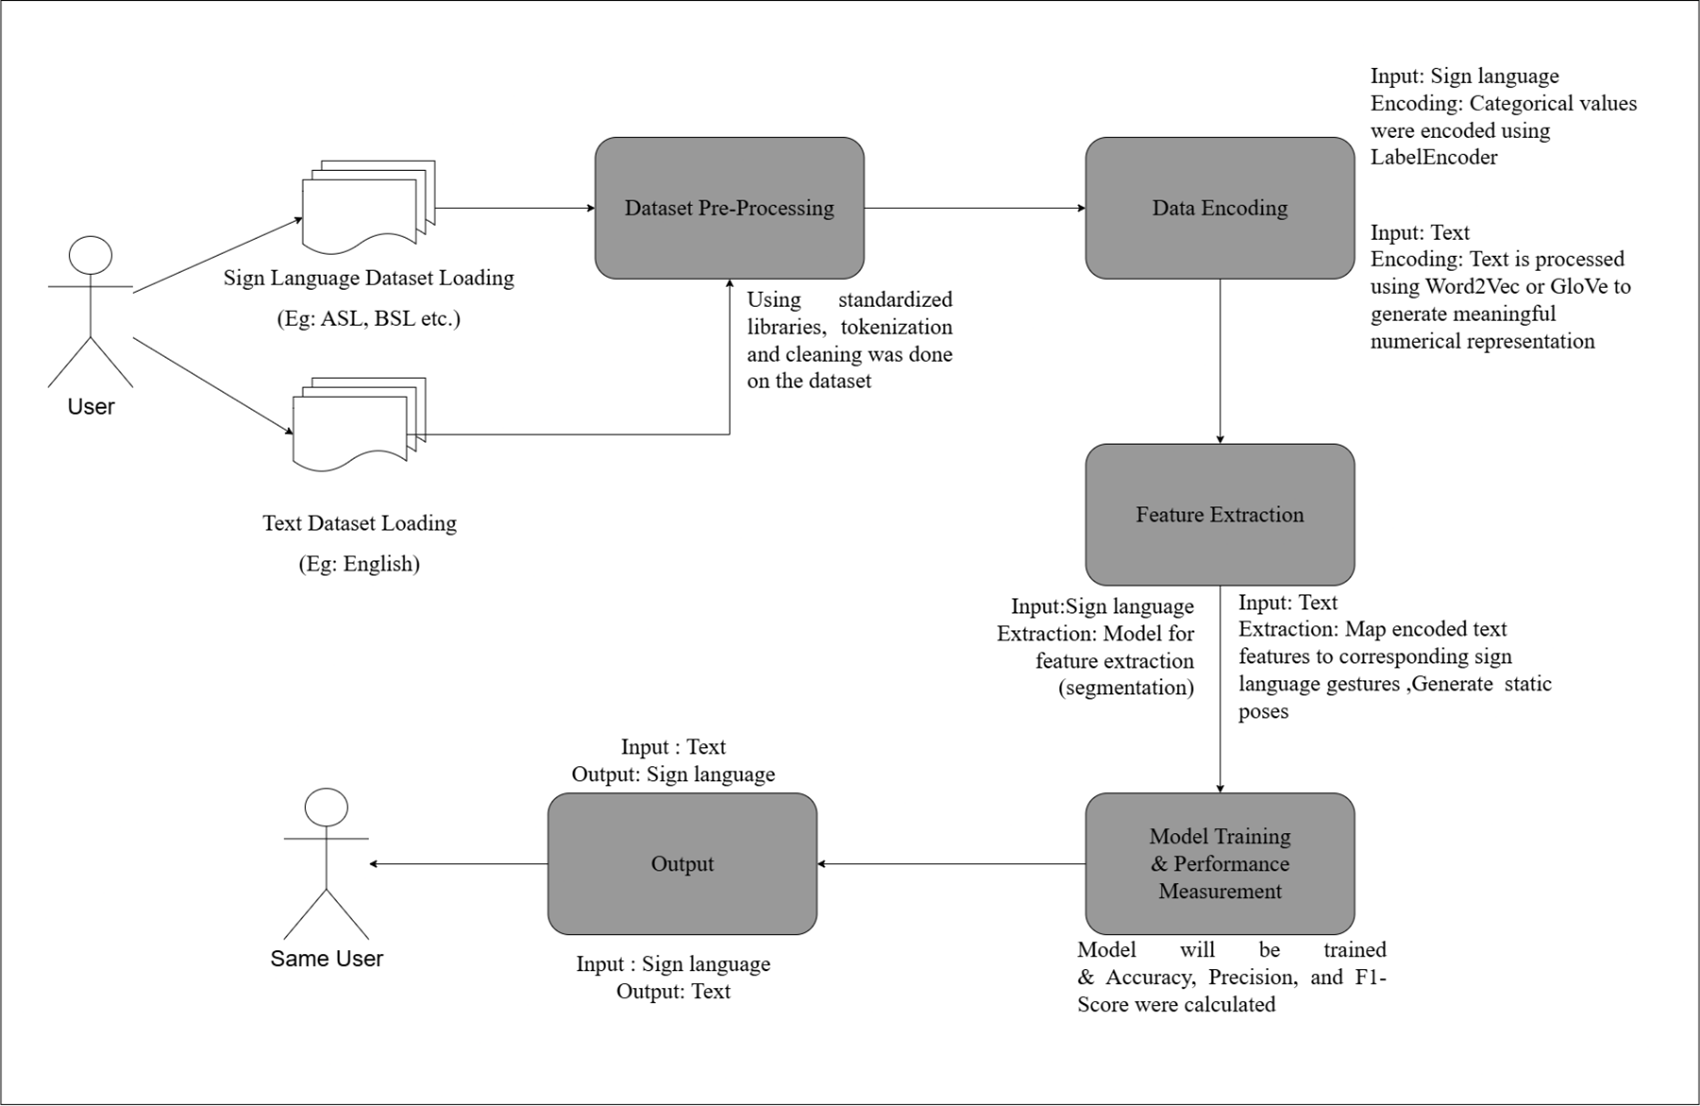 Input: Sign language
Encoding: Categorical values
were encoded using
LabelEncoder
Dataset Pre-Processing
Data Encoding
Input: Text
Encoding: Text is processed
using Word2Vec or GloVe to
generate meaningful
numerical representation
Sign Language Dataset Loading
(Eg: ASL, BSL etc.)
Using standardized
libraries, tokenization
and cleaning was done
on the dataset
User
Text Dataset Loading
(Eg: English)
Feature Extraction
Input:Sign language
Extraction: Model for
feature extraction
(segmentation)
Input: Text
Extraction: Map encoded text
features to corresponding sign
language gestures ,Generate static
poses
Model Training
& Performance
Measurement
Model will be trained
& Accuracy, Precision, and F1-
Score were calculated
Input : Text
Output: Sign language
Output
Input : Sign language
Output: Text
Same User